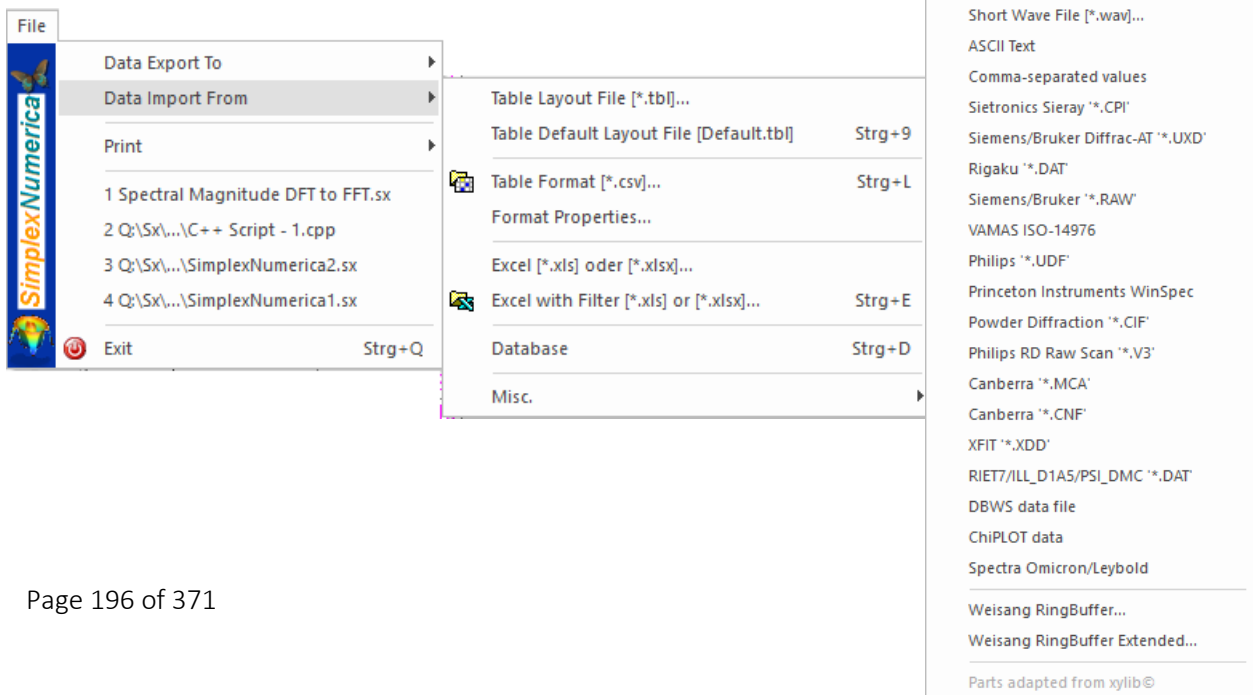 File
SimplexNumerica
Data Export To
Data Import From
Print
1 Spectral Magnitude DFT to FFT.sx
2 Q:\Sx\...\C++ Script - 1.cpp
3 Q:\Sx\...\SimplexNumerica2.sx
4 Q:\Sx\...\SimplexNumerica1.sx
Exit Strg+Q
Table Layout File [*.tbl]...
Table Default Layout File [Default.tbl] Strg+9
Table Format [*.csv]... Strg+L
Format Properties...
Excel [*.xls] oder [*.xlsx]...
Excel with Filter [*.xls] or [*.xlsx]... Strg+E
Database Strg+D
Misc.
Short Wave File [*.wav]...
ASCII Text
Comma-separated values
Sietronics Sieray '*.CPI'
Siemens/Bruker Diffrac-AT '*.UXD'
Rigaku '*.DAT'
Siemens/Bruker '*.RAW'
VAMAS ISO-14976
Philips '*.UDF'
Princeton Instruments WinSpec
Powder Diffraction '*.CIF'
Philips RD Raw Scan '*.V3'
Canberra '*.MCA'
Canberra '*.CNF'
XFIT '*.XDD'
RIET7/ILL_D1A5/PSI_DMC '*.DAT'
DBWS data file
ChiPLOT data
Spectra Omicron/Leybold
Weisang RingBuffer...
Weisang RingBuffer Extended...
Parts adapted from xylib©
Page 196 of 371